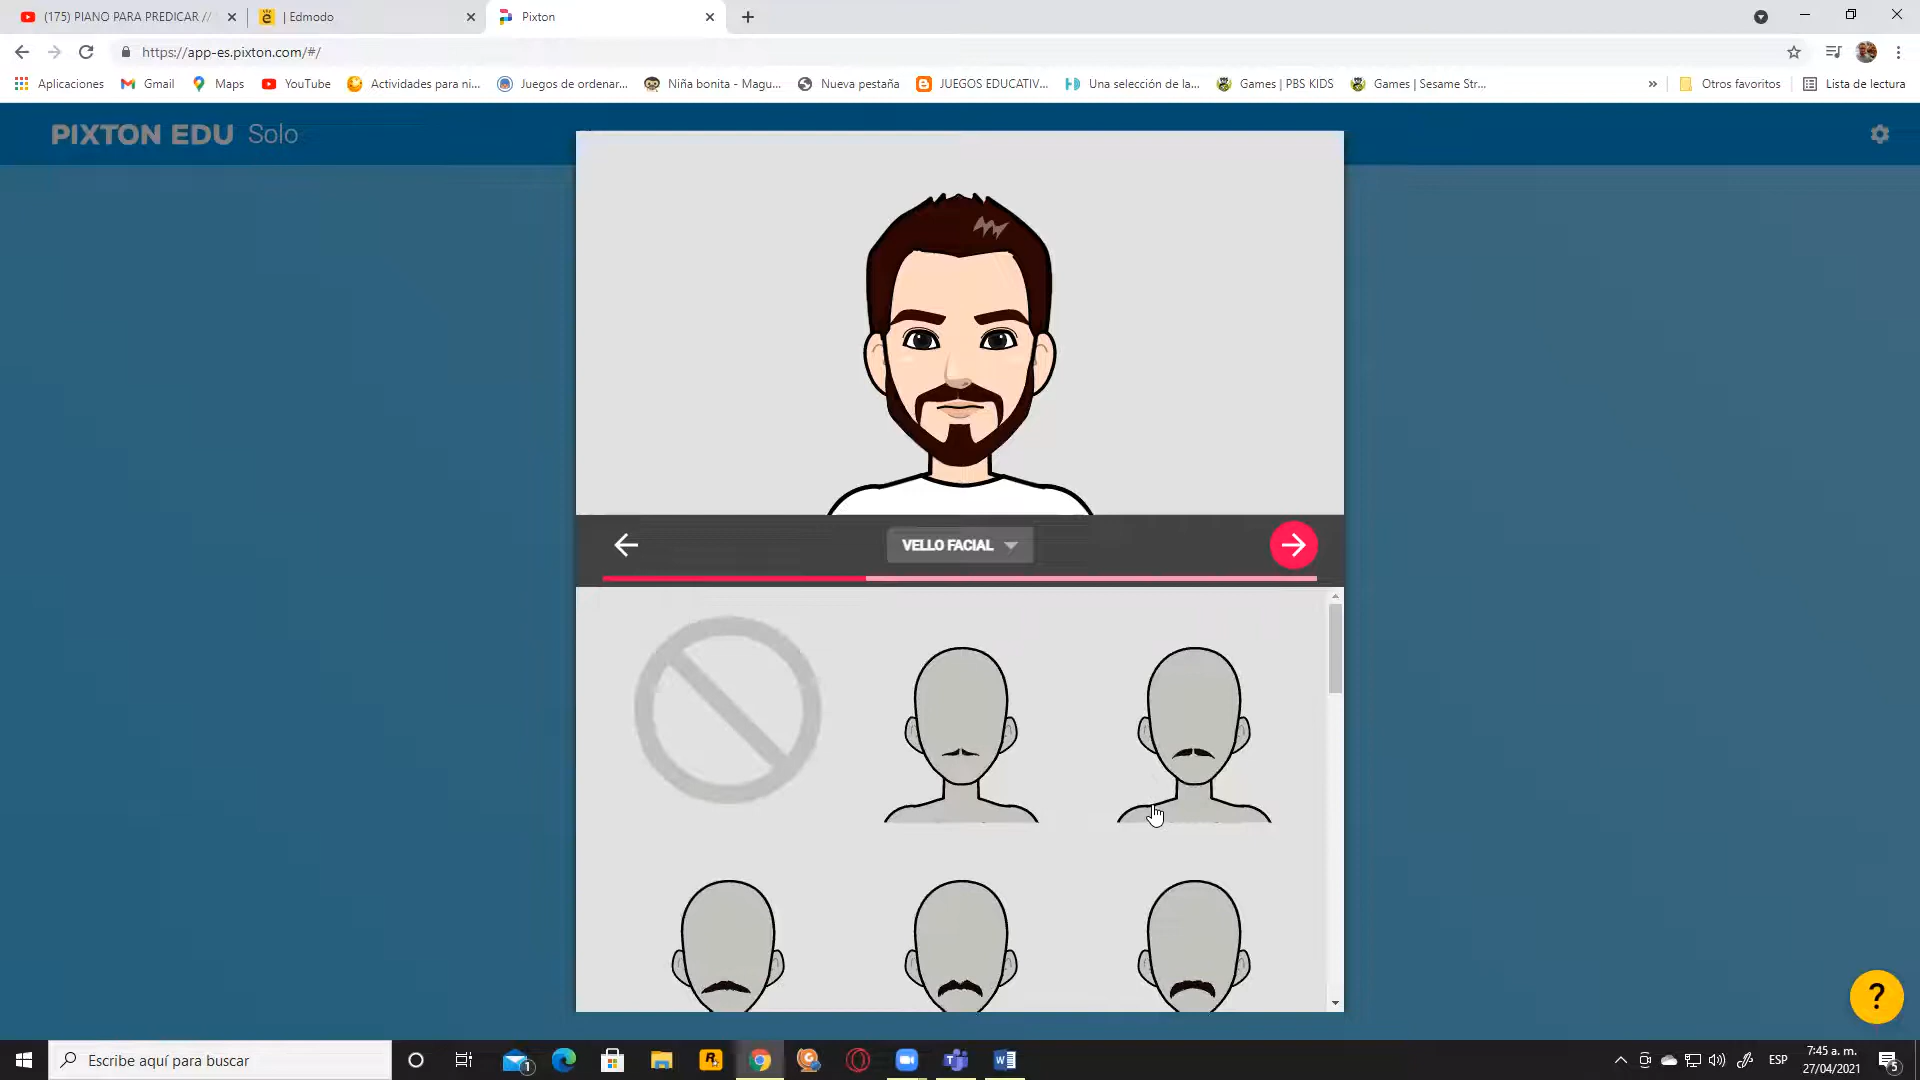 (175) PIANO PARA PREDICAR //
| Edmodo
Pixton
https://app-es.pixton.com/#/
Aplicaciones
Gmail
Maps
YouTube
Actividades para ni...
Juegos de ordenar...
Niña bonita - Magu...
Nueva pestaña
JUEGOS EDUCATIV...
Una selección de la...
Games | PBS KIDS
Games | Sesame Str...
»
Otros favoritos
Lista de lectura
PIXTON EDU Solo
VELLO FACIAL
?
Escribe aquí para buscar
1
ESP
7:45 a. m.
27/04/2021
5